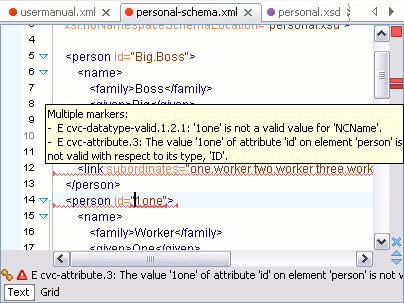 usermanual.xml personal-schema.xml personal.xsd
4 xsi:noNamespaceSchemaLocation="personal.xsd"
5 <person id="Big.Boss">
6 <name>
7 <family>Boss</family>
<given>Big</given>
Multiple markers:
- E cvc-datatype-valid.1.2.1: '1one' is not a valid value for 'NCName'.
- E cvc-attribute.3: The value '1one' of attribute 'id' on element 'person' is
not valid with respect to its type, 'ID'.
12 <link subordinates="one.worker two.worker three.work
13 </person>
14 <person id="1one">
15 <name>
16 <family>Worker</family>
17 <given>One</given>
E cvc-attribute.3: The value '1one' of attribute 'id' on element 'person' is not v
Text Grid